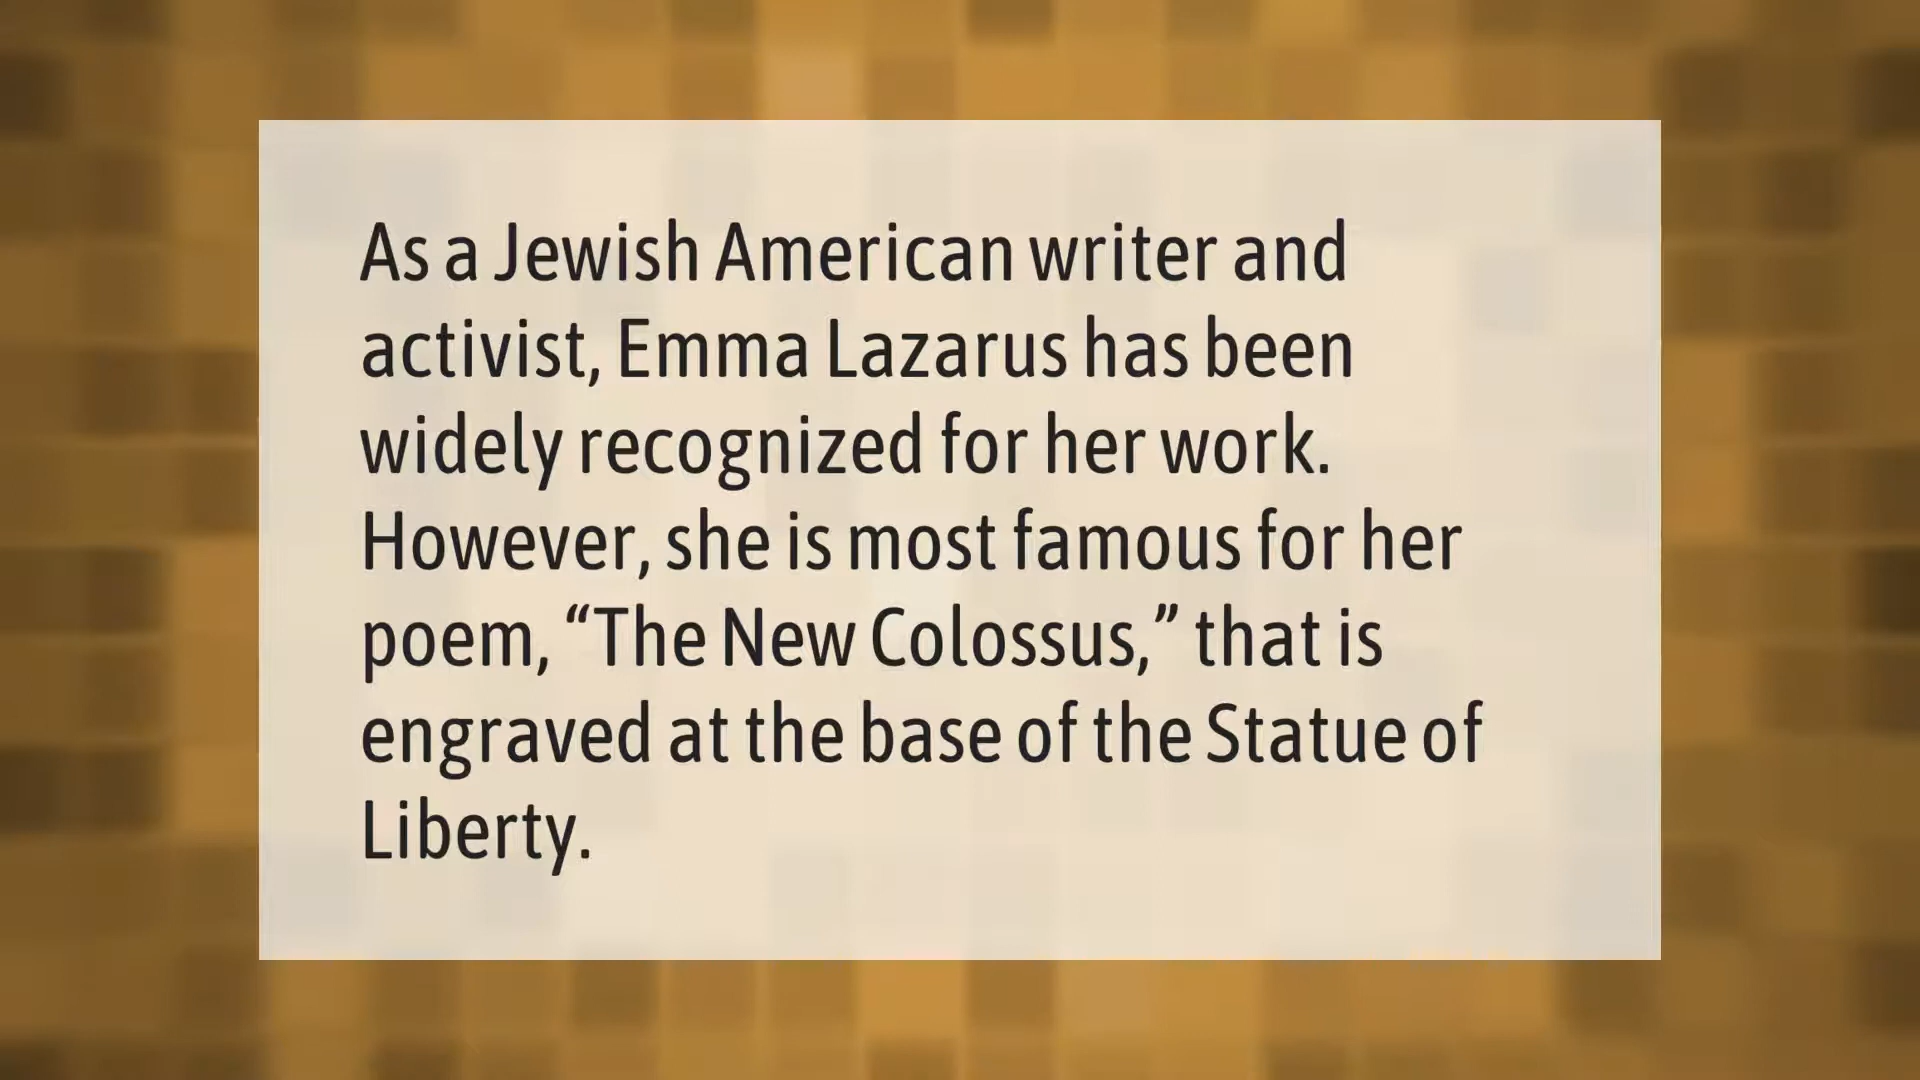 As a Jewish American writer and
activist, Emma Lazarus has been
widely recognized for her work.
However, she is most famous for her
poem, “The New Colossus,” that is
engraved at the base of the Statue of
Liberty.